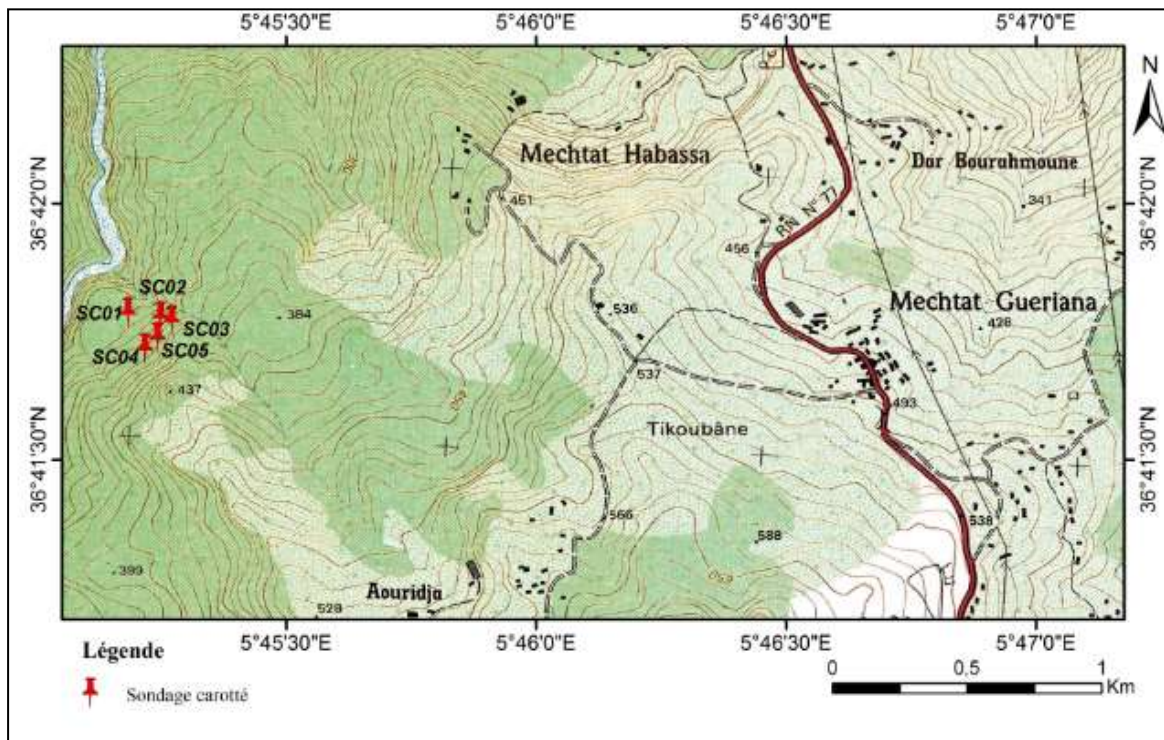 5°45'30"E
5°46'0"E
5°46'30"E
5°47'0"E
N
36°42'0"N
36°42'0"N
Mechtat Habassa
Dar Bourahmoune
451
341
RN N° 77
456
SC02
SC01
SC03
SC04
SC05
384
536
Mechtat Gueriana
428
437
537
493
Tikoubâne
36°41'30"N
36°41'30"N
566
538
588
399
Aouridja
528
5°45'30"E
5°46'0"E
5°46'30"E
5°47'0"E
Légende
Sondage carotté
0
0,5
1
Km